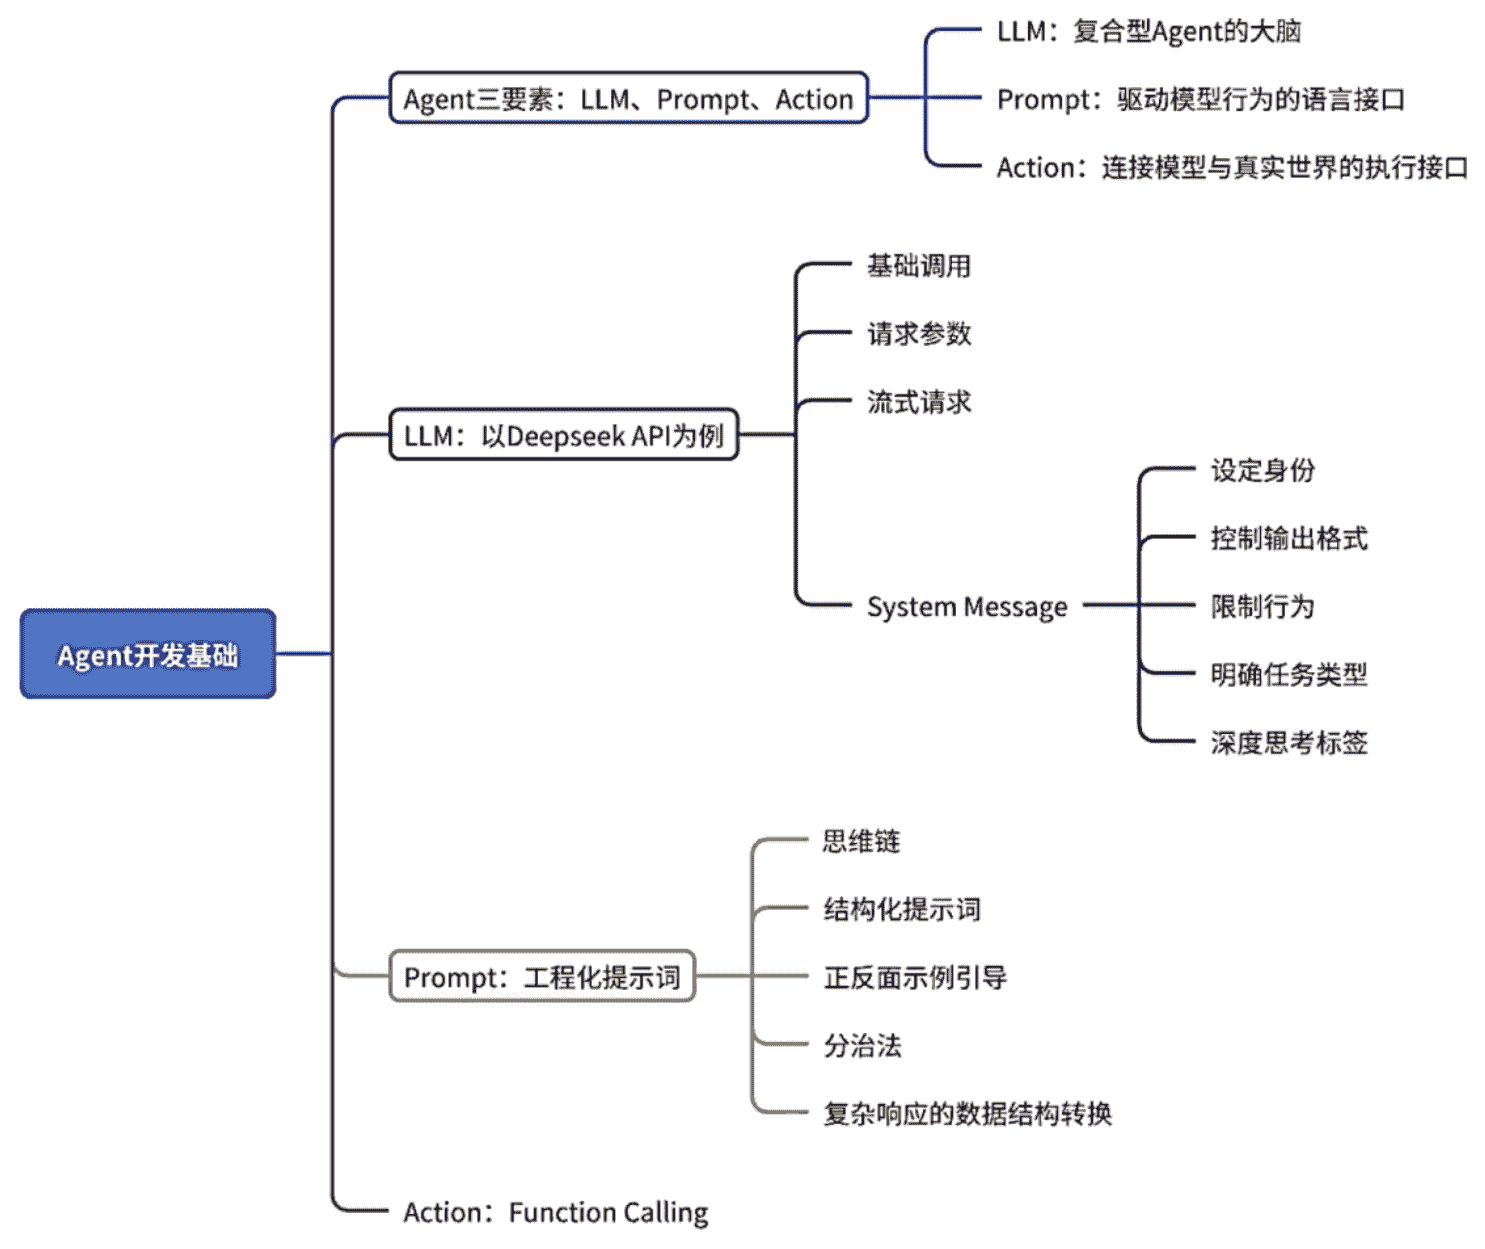 Agent开发基础
Agent三要素：LLM、Prompt、Action
LLM：复合型Agent的大脑
Prompt：驱动模型行为的语言接口
Action：连接模型与真实世界的执行接口
LLM：以Deepseek API为例
基础调用
请求参数
流式请求
System Message
设定身份
控制输出格式
限制行为
明确任务类型
深度思考标签
Prompt：工程化提示词
思维链
结构化提示词
正反面示例引导
分治法
复杂响应的数据结构转换
Action：Function Calling